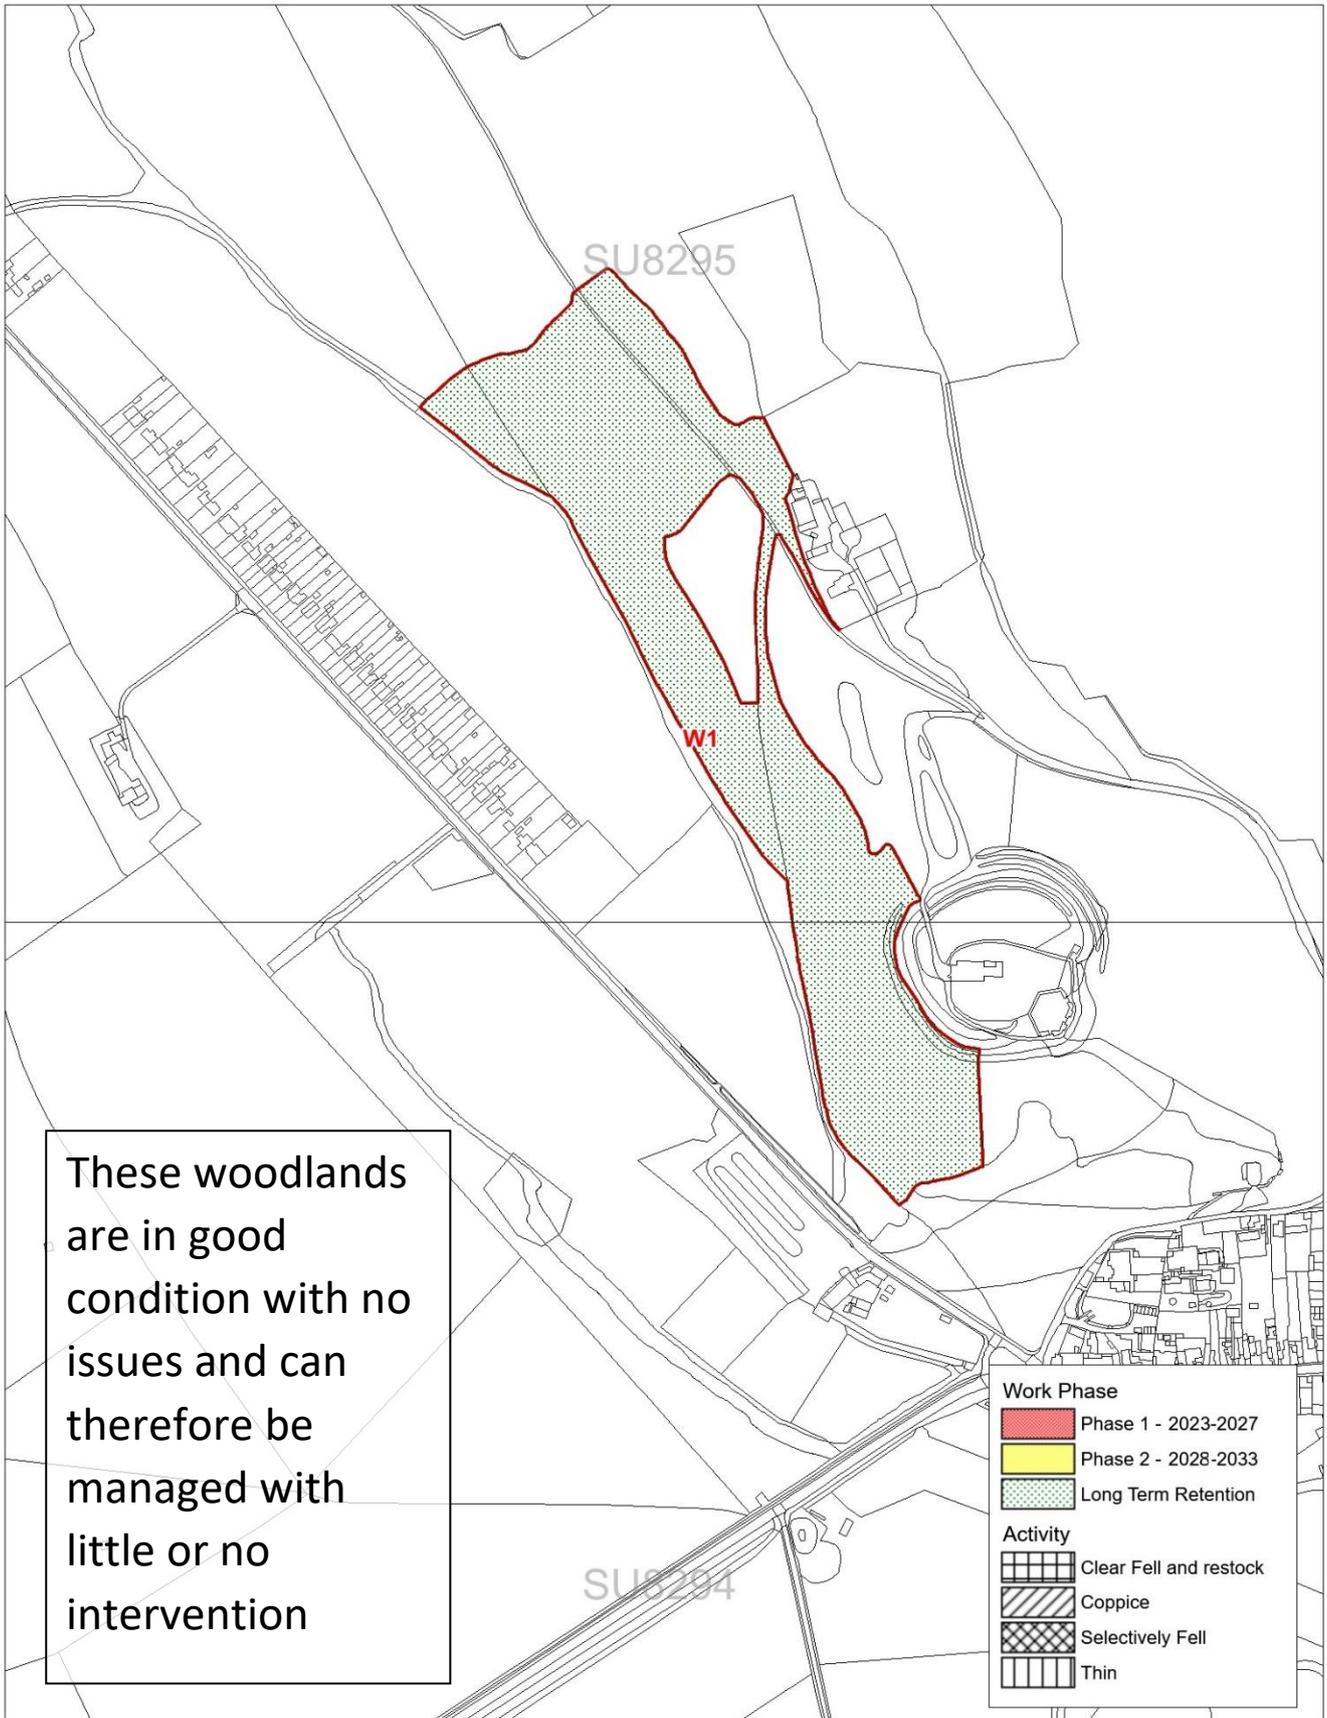 SU8295
W1
These woodlands
are in good
condition with no
issues and can
therefore be
managed with
little or no
intervention
Work Phase
Phase 1 - 2023-2027
Phase 2 - 2028-2033
Long Term Retention
Activity
Clear Fell and restock
Coppice
Selectively Fell
Thin
SU8294